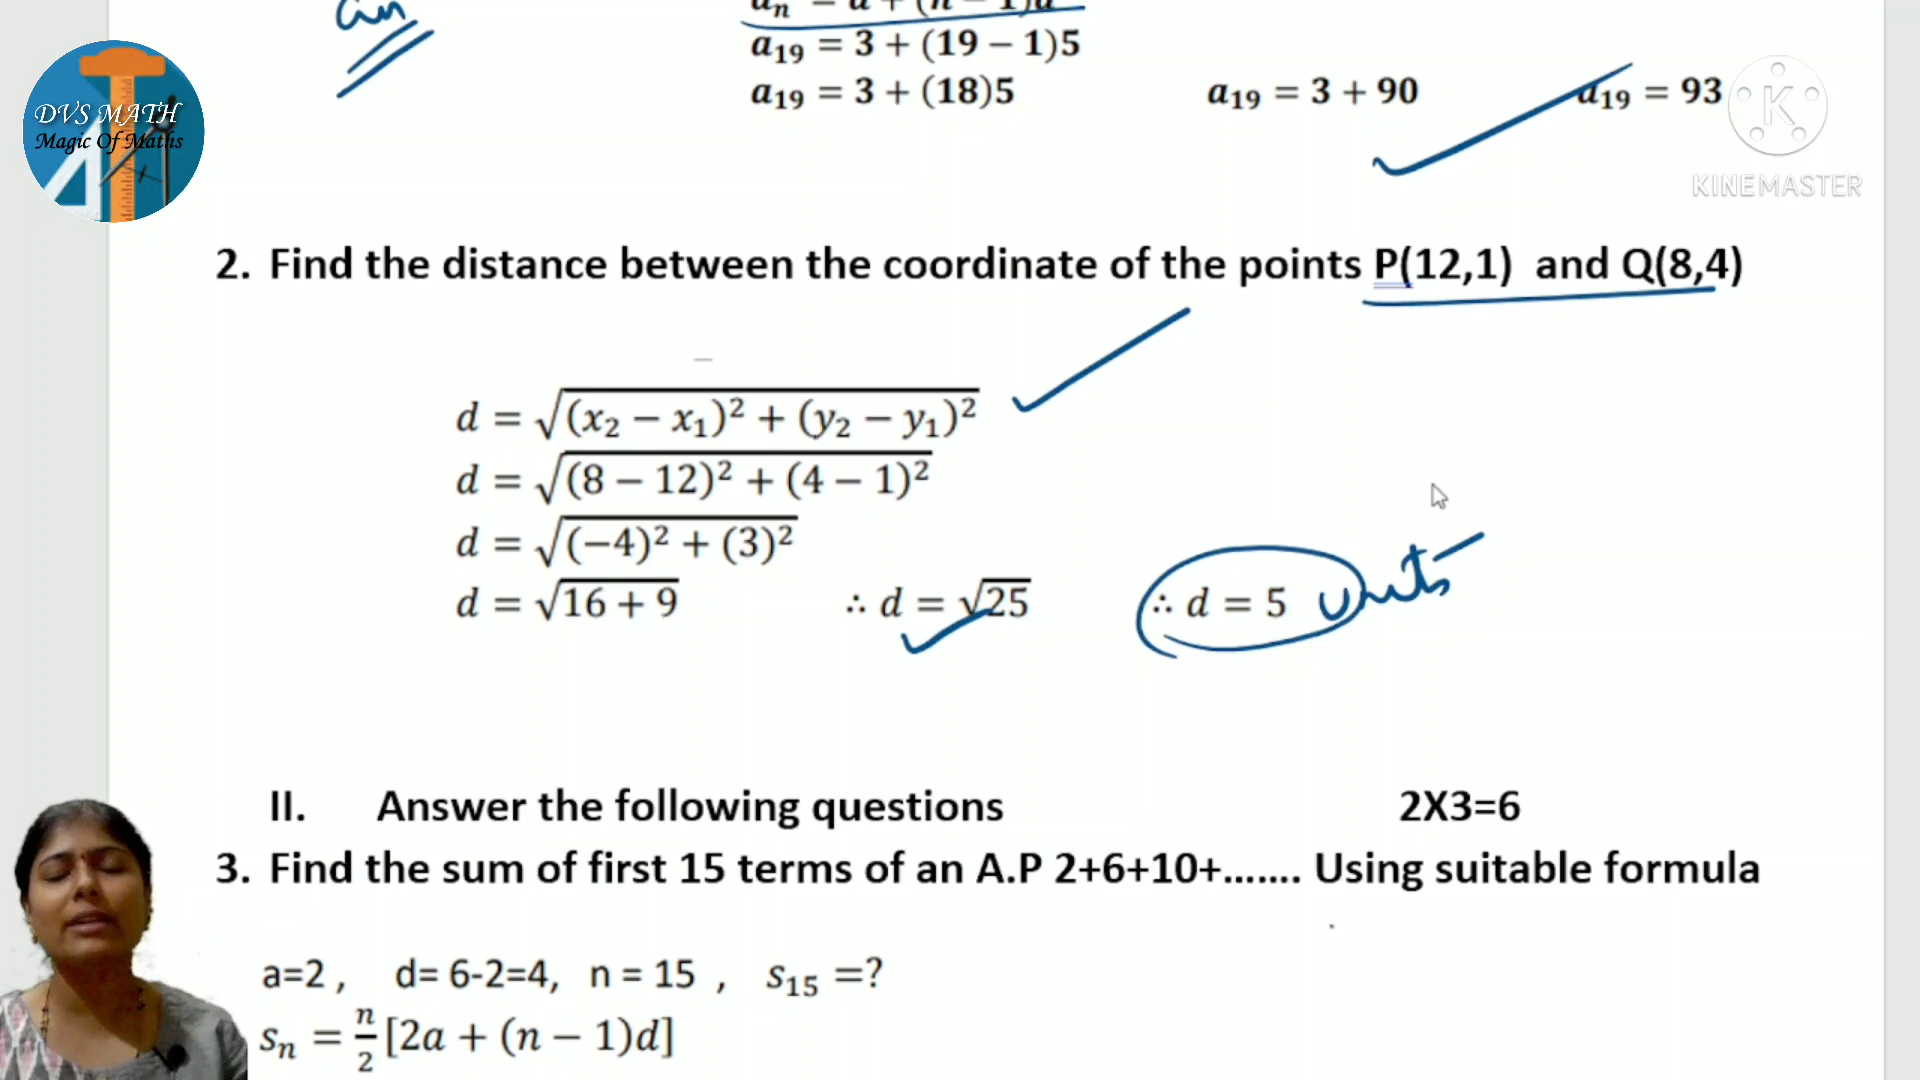 an
aₙ = a + (n − 1)d
a₁₉ = 3 + (19 − 1)5
a₁₉ = 3 + (18)5 a₁₉ = 3 + 90 a₁₉ = 93
DVS MATH
Magic Of Maths
K
KINEMASTER
2. Find the distance between the coordinate of the points P(12,1) and Q(8,4)
d = √(x₂ − x₁)² + (y₂ − y₁)²
d = √(8 − 12)² + (4 − 1)²
d = √(−4)² + (3)²
d = √16 + 9 ∴ d = √25 ∴ d = 5 units
II. Answer the following questions 2X3=6
3. Find the sum of first 15 terms of an A.P 2+6+10+....... Using suitable formula
a=2 , d= 6-2=4, n = 15 , s₁₅ =?
sₙ = n/2 [2a + (n − 1)d]